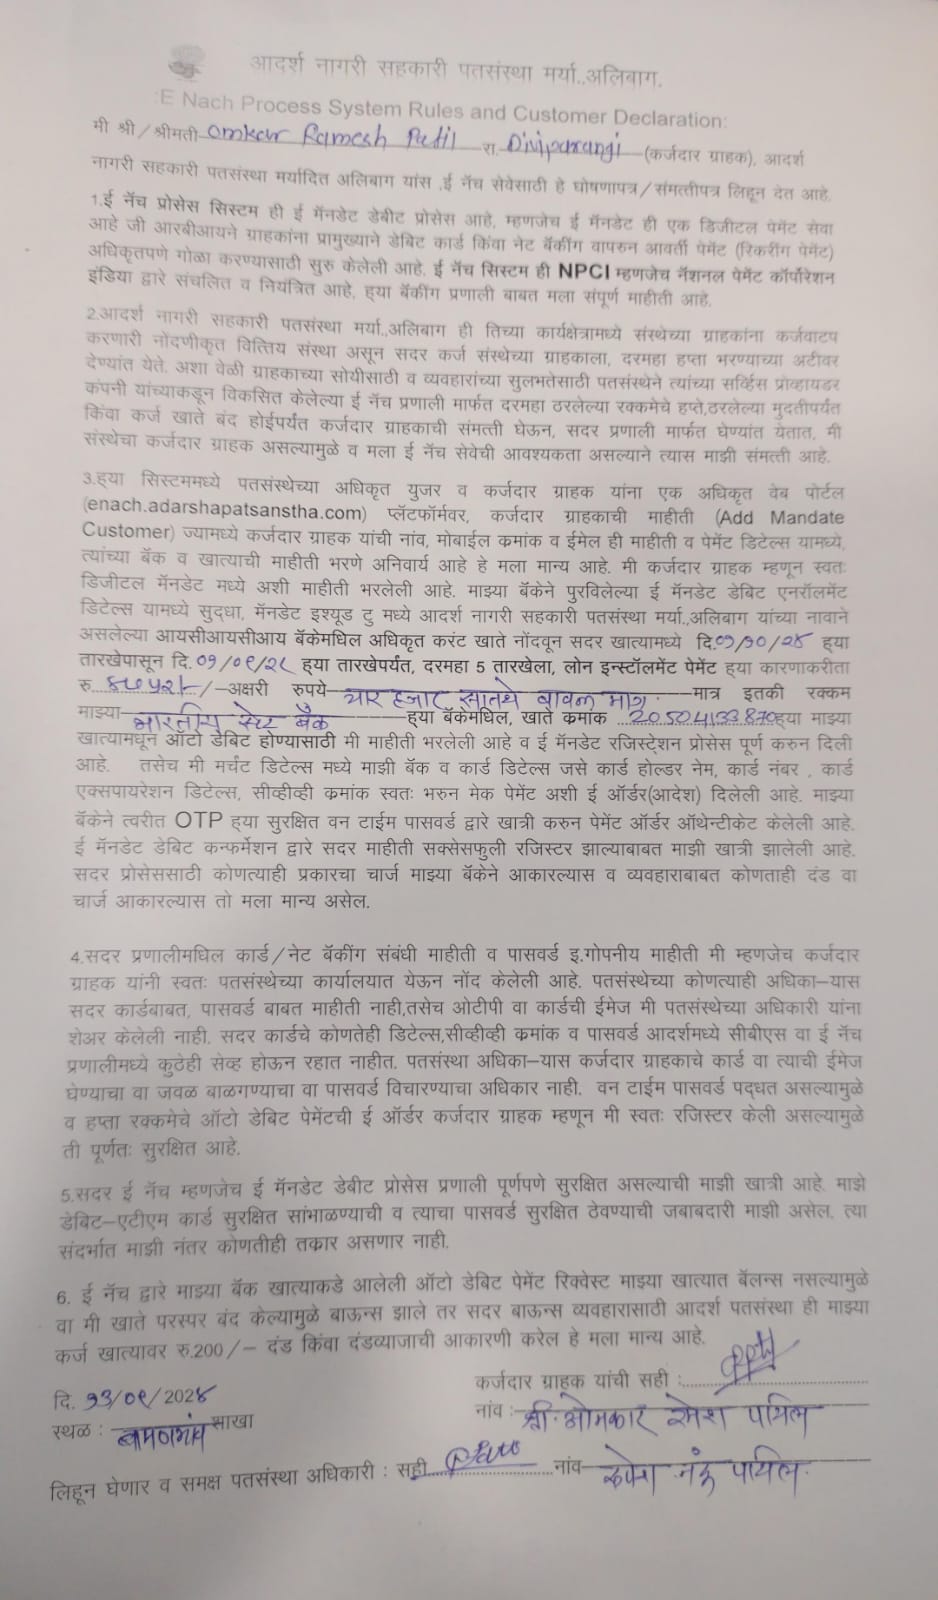 आदर्श नागरी सहकारी पतसंस्था मर्या.,अलिबाग.
:E Nach Process System Rules and Customer Declaration:
मी श्री/श्रीमती Omkar Ramesh Patil रा. Diviparangi (कर्जदार ग्राहक), आदर्श
नागरी सहकारी पतसंस्था मर्यादित अलिबाग यांस .ई नॅच सेवेसाठी हे घोषणापत्र/संमत्तीपत्र लिहून देत आहे.
1.ई नॅच प्रोसेस सिस्टम ही ई मॅनडेट डेबीट प्रोसेस आहे, म्हणजेच ई मॅनडेट ही एक डिजीटल पेमेंट सेवा
आहे जी आरबीआयने ग्राहकांना प्रामुख्याने डेबिट कार्ड किंवा नेट बॅकींग वापरुन आवर्ती पेमेंट (रिकरींग पेमेंट)
अधिकृतपणे गोळा करण्यासाठी सुरु केलेली आहे. ई नॅच सिस्टम ही NPCI म्हणजेच नॅशनल पेमेंट कॉर्पोरेशन
इंडिया द्वारे संचलित व नियंत्रित आहे, ह्या बॅकींग प्रणाली बाबत मला संपूर्ण माहीती आहे.
2.आदर्श नागरी सहकारी पतसंस्था मर्या.,अलिबाग ही तिच्या कार्यक्षेत्रामध्ये संस्थेच्या ग्राहकांना कर्जवाटप
करणारी नोंदणीकृत वित्तिय संस्था असून सदर कर्ज संस्थेच्या ग्राहकाला, दरमहा हप्ता भरण्याच्या अटीवर
देण्यांत येते. अशा वेळी ग्राहकाच्या सोयीसाठी व व्यवहारांच्या सुलभतेसाठी पतसंस्थेने त्यांच्या सर्व्हिस प्रोव्हायडर
कंपनी यांच्याकडून विकसित केलेल्या ई नॅच प्रणाली मार्फत दरमहा ठरलेल्या रक्कमेचे हप्ते,ठरलेल्या मुदतीपर्यंत
किंवा कर्ज खाते बंद होईपर्यंत कर्जदार ग्राहकाची संमत्ती घेऊन, सदर प्रणाली मार्फत घेण्यांत येतात. मी
संस्थेचा कर्जदार ग्राहक असल्यामुळे व मला ई नॅच सेवेची आवश्यकता असल्याने त्यास माझी संमत्ती आहे.
3.ह्या सिस्टममध्ये पतसंस्थेच्या अधिकृत युजर व कर्जदार ग्राहक यांना एक अधिकृत वेब पोर्टल
(enach.adarshapatsanstha.com) प्लॅटफॉर्मवर, कर्जदार ग्राहकाची माहीती (Add Mandate
Customer) ज्यामध्ये कर्जदार ग्राहक यांची नांव, मोबाईल क्रमांक व ईमेल ही माहीती व पेमेंट डिटेल्स यामध्ये,
त्यांच्या बॅक व खात्याची माहीती भरणे अनिवार्य आहे हे मला मान्य आहे. मी कर्जदार ग्राहक म्हणून स्वतः
डिजीटल मॅनडेट मध्ये अशी माहीती भरलेली आहे. माझ्या बॅकेने पुरविलेल्या ई मॅनडेट डेबिट एनरॉलमेंट
डिटेल्स यामध्ये सुद्धा, मॅनडेट इश्यूड टु मध्ये आदर्श नागरी सहकारी पतसंस्था मर्या.,अलिबाग यांच्या नावाने
असलेल्या आयसीआयसीआय बॅकेमधिल अधिकृत करंट खाते नोंदवून सदर खात्यामध्ये दि.०१/१०/२४ ह्या
तारखेपासून दि. ०१/०९/२८ ह्या तारखेपर्यंत, दरमहा 5 तारखेला, लोन इन्स्टॉलमेंट पेमेंट ह्या कारणाकरीता
रु. ४७५२/- /-अक्षरी रुपये चार हजार सातशे बावन मात्र मात्र इतकी रक्कम
माझ्या भारतीय स्टेट बँक ह्या बॅकेमधिल, खाते क्रमांक 20504133870 ह्या माझ्या
खात्यामधून ऑटो डेबिट होण्यासाठी मी माहीती भरलेली आहे व ई मॅनडेट रजिस्ट्रेशन प्रोसेस पूर्ण करुन दिली
आहे. तसेच मी मर्चंट डिटेल्स मध्ये माझी बॅक व कार्ड डिटेल्स जसे कार्ड होल्डर नेम, कार्ड नंबर , कार्ड
एक्सपायरेशन डिटेल्स, सीव्हीव्ही क्रमांक स्वतः भरुन मेक पेमेंट अशी ई ऑर्डर(आदेश) दिलेली आहे. माझ्या
बॅकेने त्वरीत OTP ह्या सुरक्षित वन टाईम पासवर्ड द्वारे खात्री करुन पेमेंट ऑर्डर ऑथेन्टीकेट केलेली आहे.
ई मॅनडेट डेबिट कन्फर्मेशन द्वारे सदर माहीती सक्सेसफुली रजिस्टर झाल्याबाबत माझी खात्री झालेली आहे.
सदर प्रोसेससाठी कोणत्याही प्रकारचा चार्ज माझ्या बॅकेने आकारल्यास व व्यवहाराबाबत कोणताही दंड वा
चार्ज आकारल्यास तो मला मान्य असेल.
4.सदर प्रणालीमधिल कार्ड/नेट बॅकींग संबंधी माहीती व पासवर्ड इ.गोपनीय माहीती मी म्हणजेच कर्जदार
ग्राहक यांनी स्वतः पतसंस्थेच्या कार्यालयात येऊन नोंद केलेली आहे. पतसंस्थेच्या कोणत्याही अधिका-यास
सदर कार्डबाबत, पासवर्ड बाबत माहीती नाही,तसेच ओटीपी वा कार्डची ईमेज मी पतसंस्थेच्या अधिकारी यांना
शेअर केलेली नाही. सदर कार्डचे कोणतेही डिटेल्स,सीव्हीव्ही क्रमांक व पासवर्ड आदर्शमध्ये सीबीएस वा ई नॅच
प्रणालीमध्ये कुठेही सेव्ह होऊन रहात नाहीत. पतसंस्था अधिका-यास कर्जदार ग्राहकाचे कार्ड वा त्याची ईमेज
घेण्याचा वा जवळ बाळगण्याचा वा पासवर्ड विचारण्याचा अधिकार नाही. वन टाईम पासवर्ड पद्धत असल्यामुळे
व हप्ता रक्कमेचे ऑटो डेबिट पेमेंटची ई ऑर्डर कर्जदार ग्राहक म्हणून मी स्वतः रजिस्टर केली असल्यामुळे
ती पूर्णतः सुरक्षित आहे.
5.सदर ई नॅच म्हणजेच ई मॅनडेट डेबीट प्रोसेस प्रणाली पूर्णपणे सुरक्षित असल्याची माझी खात्री आहे. माझे
डेबिट-एटीएम कार्ड सुरक्षित सांभाळण्याची व त्याचा पासवर्ड सुरक्षित ठेवण्याची जबाबदारी माझी असेल. त्या
संदर्भात माझी नंतर कोणतीही तकार असणार नाही.
6. ई नॅच द्वारे माझ्या बॅक खात्याकडे आलेली ऑटो डेबिट पेमेंट रिक्वेस्ट माझ्या खात्यात बॅलन्स नसल्यामुळे
वा मी खाते परस्पर बंद केल्यामुळे बाऊन्स झाले तर सदर बाऊन्स व्यवहारासाठी आदर्श पतसंस्था ही माझ्या
कर्ज खात्यावर रु.200/- दंड किंवा दंडव्याजाची आकारणी करेल हे मला मान्य आहे.
कर्जदार ग्राहक यांची सही :
दि. १३/०९/2024
नांव : श्री. ओमकार रमेश पाटील
स्थळ : बामणगांव शाखा
लिहून घेणार व समक्ष पतसंस्था अधिकारी : सही नांव रुपेश नंदू पाटील